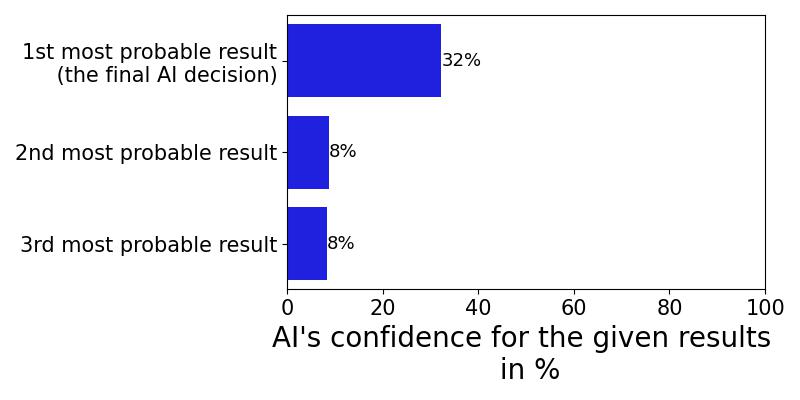 1st most probable result
(the final AI decision)
32%
2nd most probable result
8%
3rd most probable result
8%
0 20 40 60 80 100
AI's confidence for the given results
in %